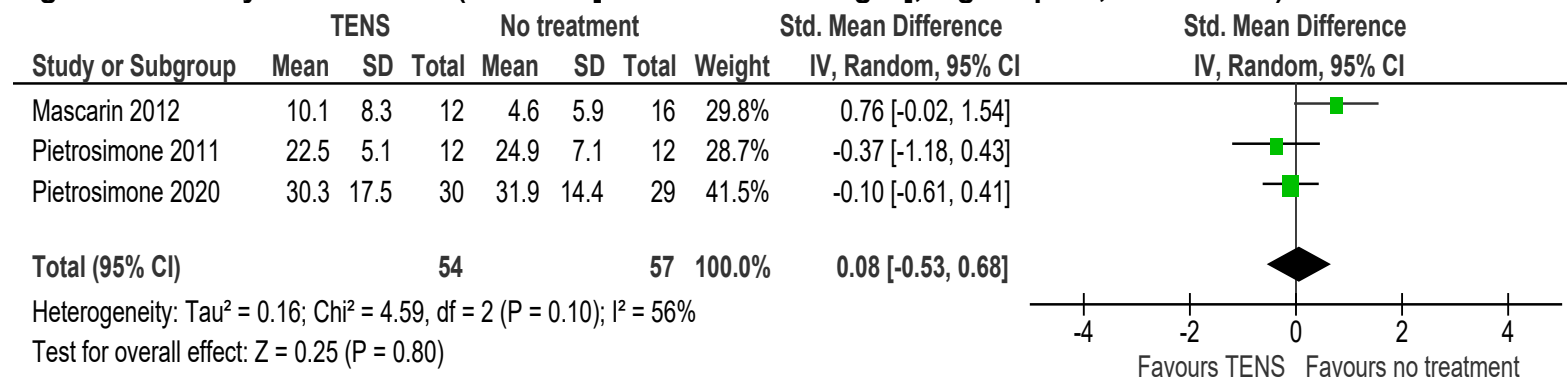 TENS No treatment Std. Mean Difference Std. Mean Difference
Study or Subgroup Mean SD Total Mean SD Total Weight IV, Random, 95% CI IV, Random, 95% CI
Mascarin 2012 10.1 8.3 12 4.6 5.9 16 29.8% 0.76 [-0.02, 1.54]
Pietrosimone 2011 22.5 5.1 12 24.9 7.1 12 28.7% -0.37 [-1.18, 0.43]
Pietrosimone 2020 30.3 17.5 30 31.9 14.4 29 41.5% -0.10 [-0.61, 0.41]
Total (95% CI) 54 57 100.0% 0.08 [-0.53, 0.68]
Heterogeneity: Tau² = 0.16; Chi² = 4.59, df = 2 (P = 0.10); I² = 56%
Test for overall effect: Z = 0.25 (P = 0.80)
-4 -2 0 2 4
Favours TENS Favours no treatment